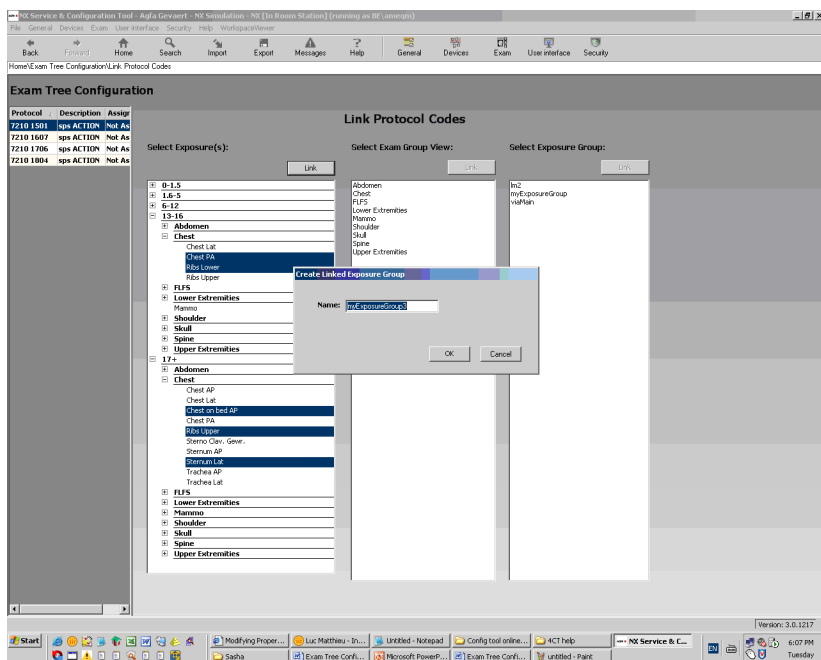 NX Service & Configuration Tool - Agfa Gevaert - NX Simulation - NX [In Room Station] (running as BE\amegm)
File General Devices Exam User interface Security Help WorkspaceViewer
Back Forward Home Search Import Export Messages Help General Devices Exam User interface Security
Home\Exam Tree Configuration\Link Protocol Codes
Exam Tree Configuration
Protocol Description Assigr
7210 1501 sps ACTION Not As
7210 1607 sps ACTION Not As
7210 1706 sps ACTION Not As
7210 1804 sps ACTION Not As
Link Protocol Codes
Select Exposure(s):
Link
0-1.5
1.6-5
6-12
13-16
Abdomen
Chest
Chest Lat
Chest PA
Ribs Lower
Ribs Upper
FLFS
Lower Extremities
Mammo
Shoulder
Skull
Spine
Upper Extremities
17+
Abdomen
Chest
Chest AP
Chest Lat
Chest on bed AP
Chest PA
Ribs Upper
Sterno Clav. Gewr.
Sternum AP
Sternum Lat
Trachea AP
Trachea Lat
FLFS
Lower Extremities
Mammo
Shoulder
Skull
Spine
Upper Extremities
Select Exam Group View:
Link
Abdomen
Chest
FLFS
Lower Extremities
Mammo
Shoulder
Skull
Spine
Upper Extremities
Select Exposure Group:
Link
lm2
myExposureGroup
viaMain
Create Linked Exposure Group
Name: myExposureGroup3
OK Cancel
Version: 3.0.1217
Start Modifying Proper... Luc Matthieu - In... Untitled - Notepad Config tool online... 4CT help NX Service & C... EN 6:07 PM
Sasha Exam Tree Confi... Microsoft PowerP... Exam Tree Confi... untitled - Paint Tuesday